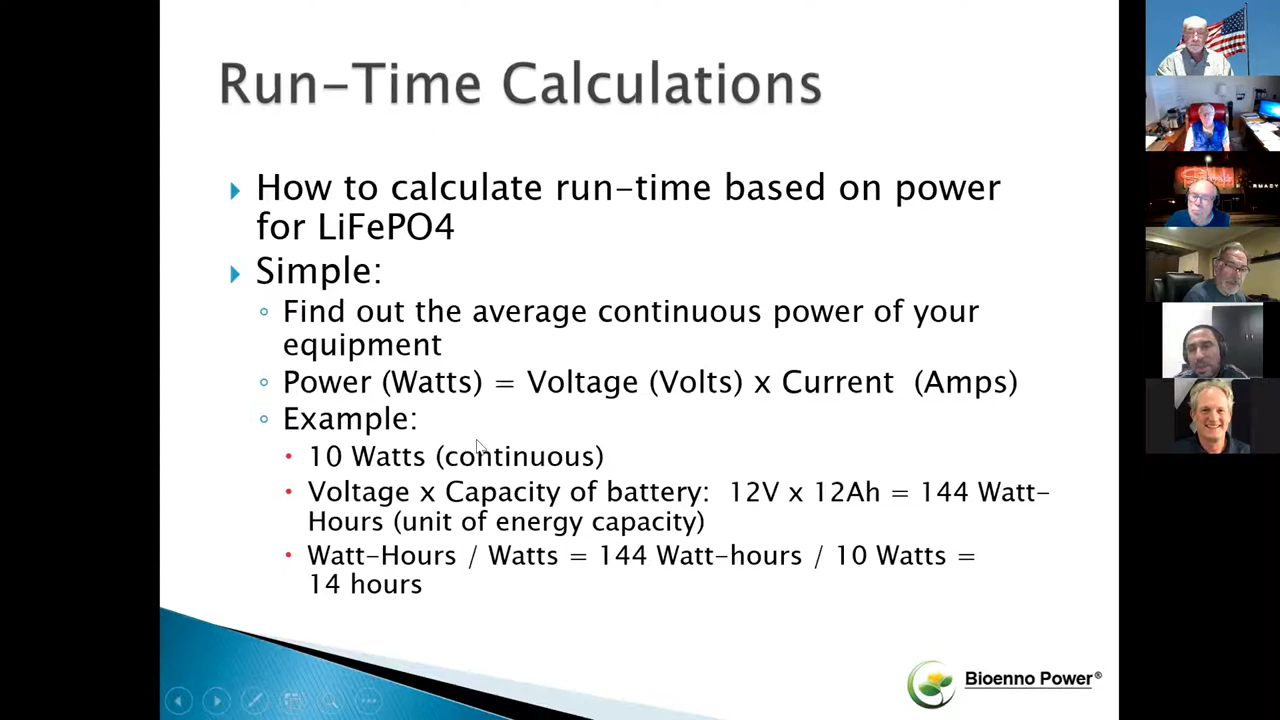 Run-Time Calculations
How to calculate run-time based on power
for LiFePO4
Simple:
Find out the average continuous power of your
equipment
Power (Watts) = Voltage (Volts) x Current (Amps)
Example:
10 Watts (continuous)
Voltage x Capacity of battery: 12V x 12Ah = 144 Watt-
Hours (unit of energy capacity)
Watt-Hours / Watts = 144 Watt-hours / 10 Watts =
14 hours
Bioenno Power®